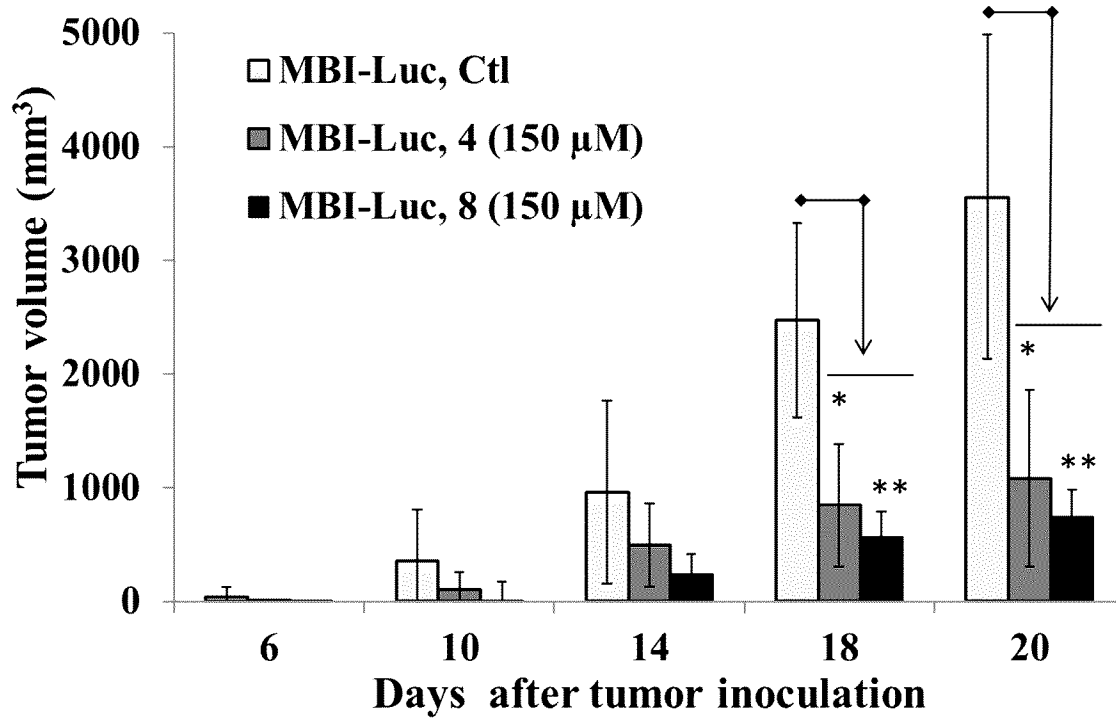 5000
4000
3000
2000
1000
0
Tumor volume (mm³)
MBI-Luc, Ctl
MBI-Luc, 4 (150 µM)
MBI-Luc, 8 (150 µM)
*
**
*
**
6 10 14 18 20
Days after tumor inoculation